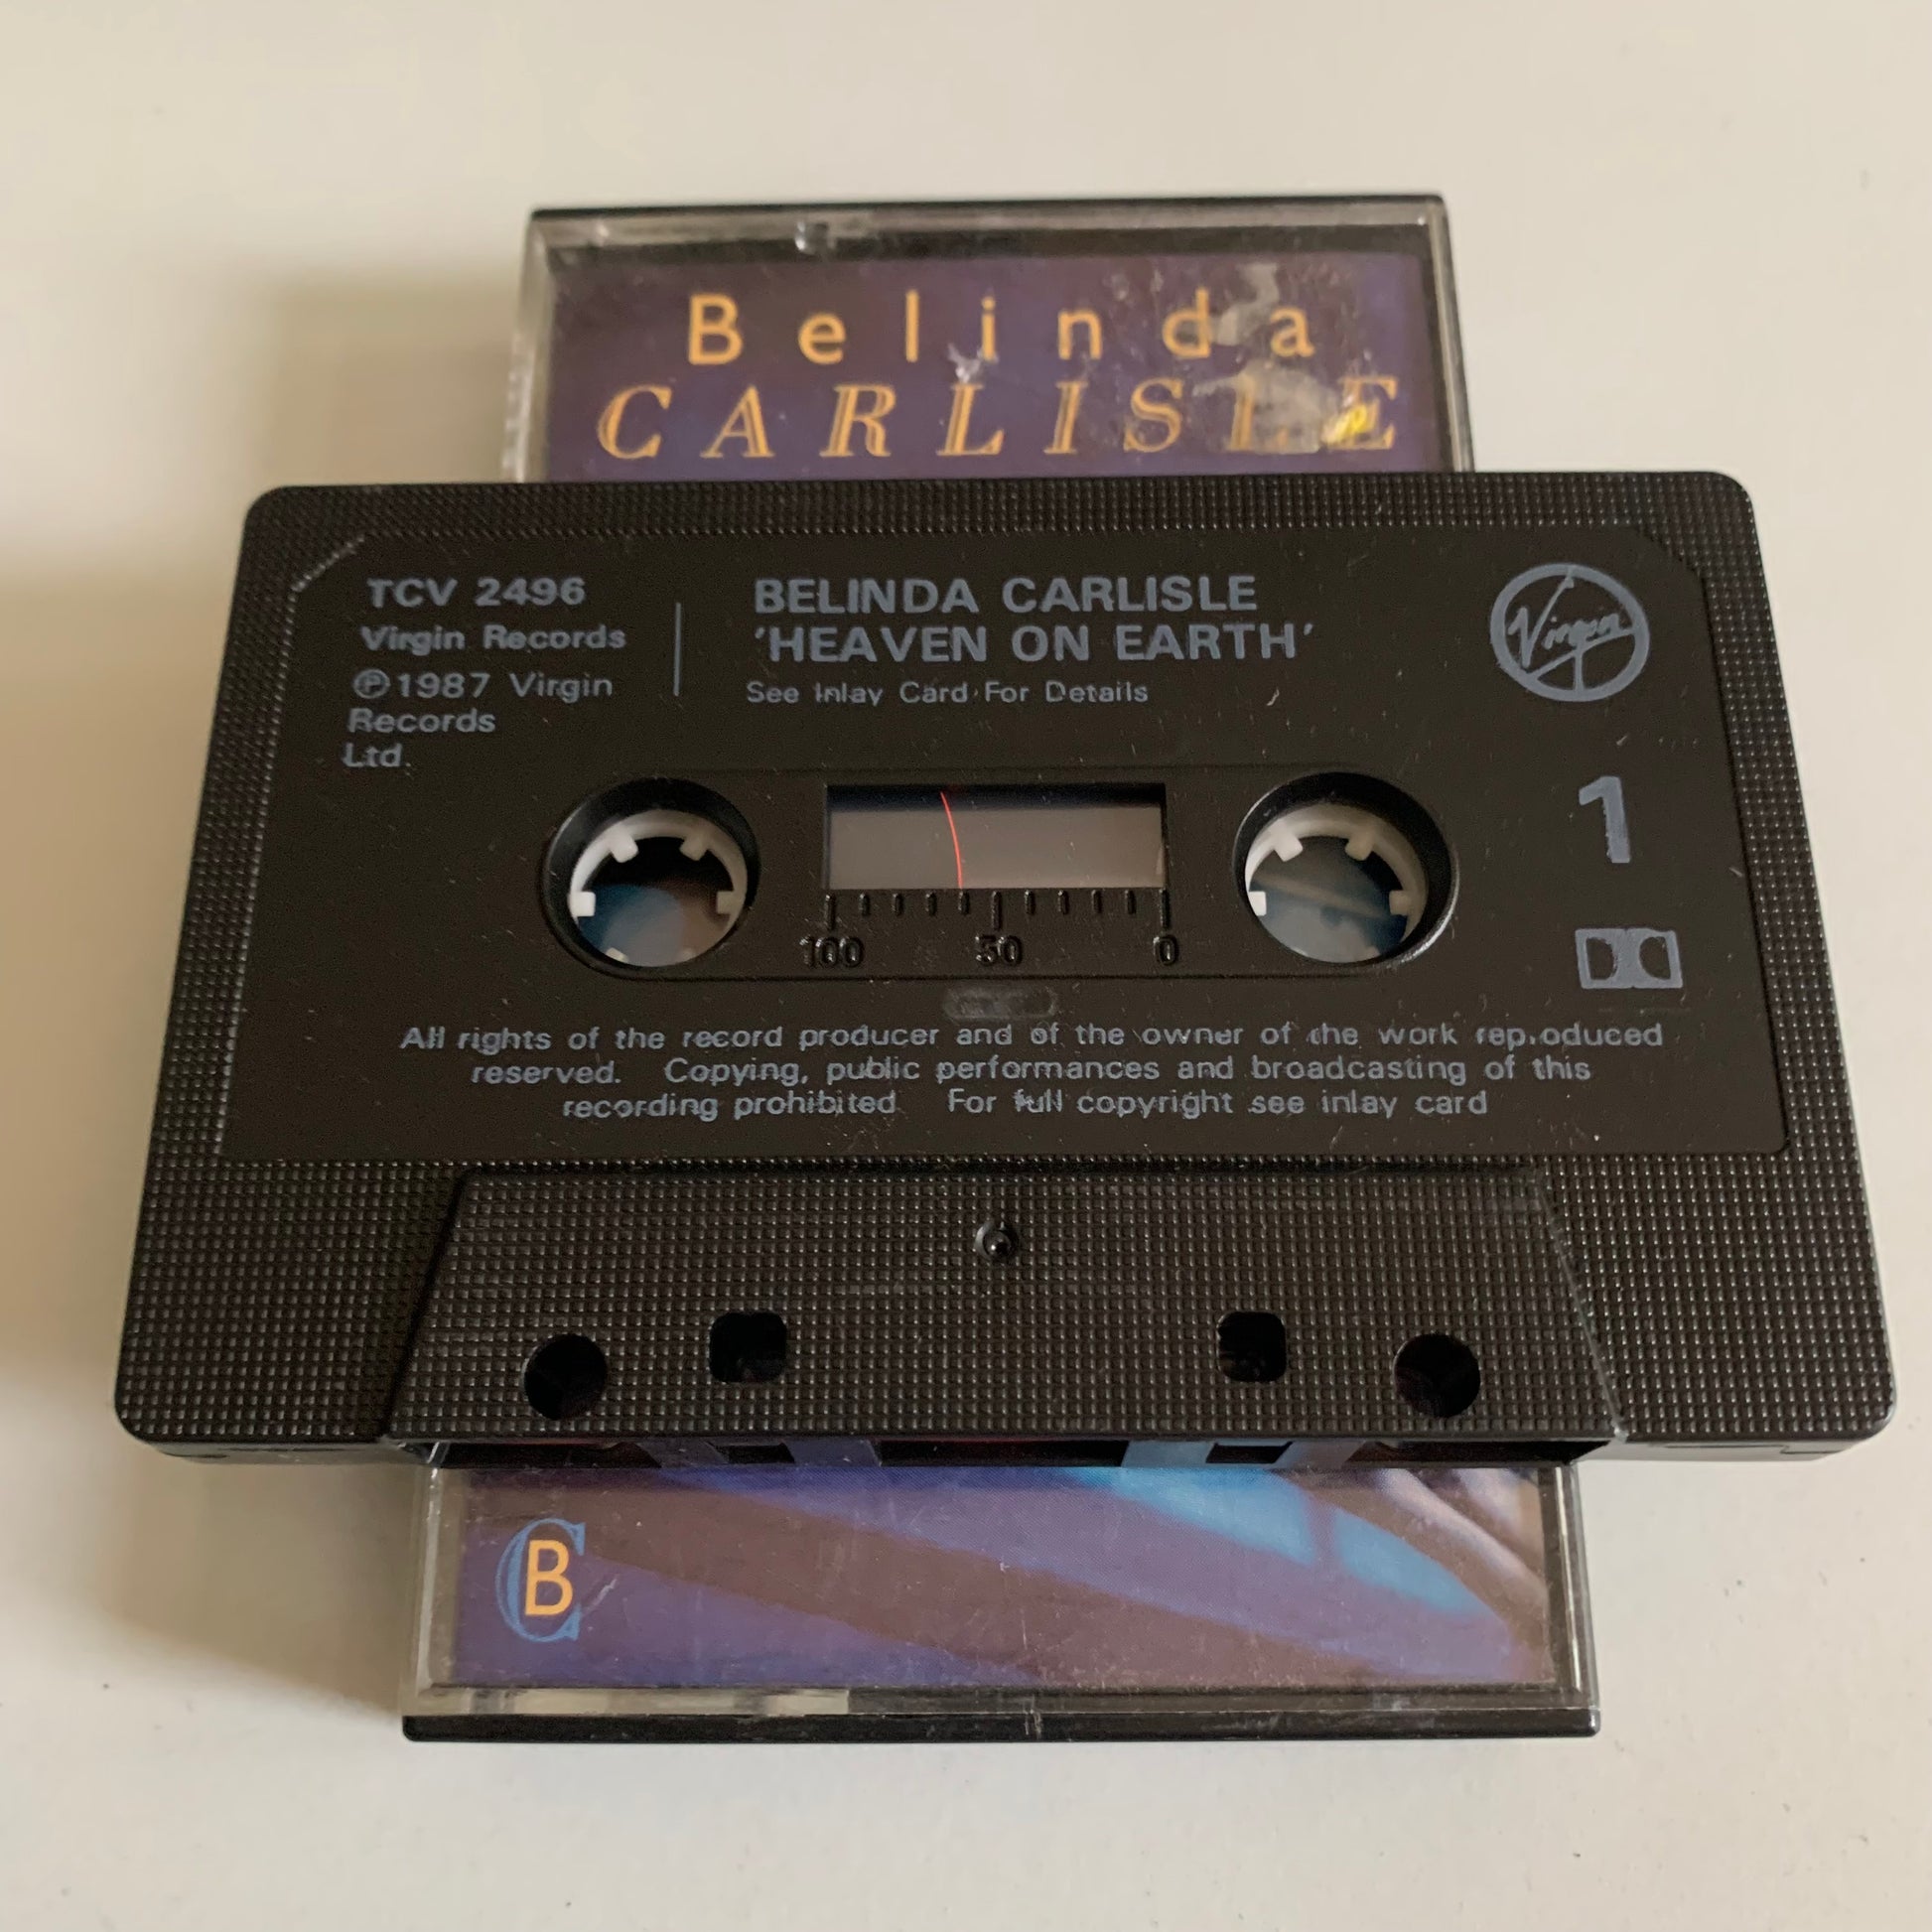 Belinda
CARLISLE
TCV 2496
Virgin Records
℗1987 Virgin
Records
Ltd.
BELINDA CARLISLE
'HEAVEN ON EARTH'
See Inlay Card For Details
Virgin
1
100 50 0
All rights of the record producer and of the owner of the work reproduced
reserved. Copying, public performances and broadcasting of this
recording prohibited For full copyright see inlay card
CB